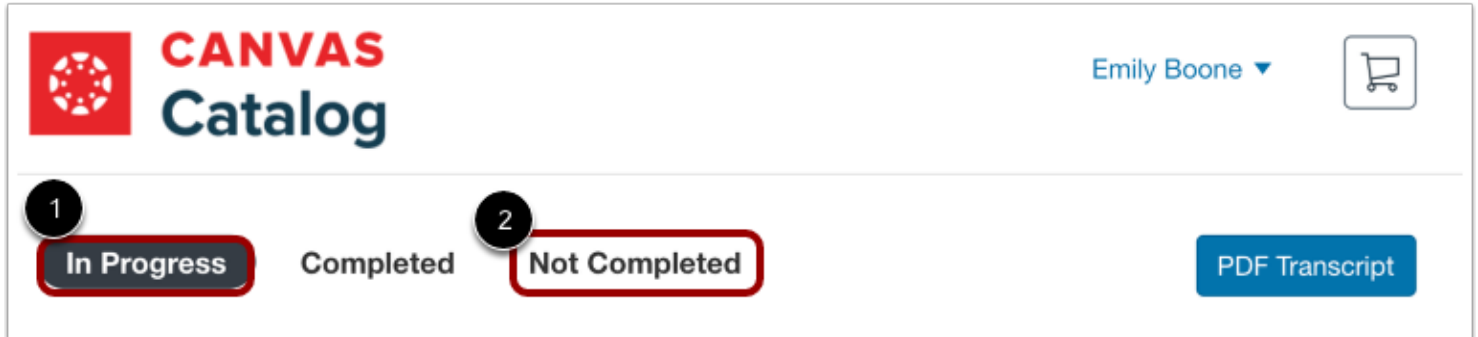 CANVAS
Catalog
Emily Boone
1
2
In Progress
Completed
Not Completed
PDF Transcript